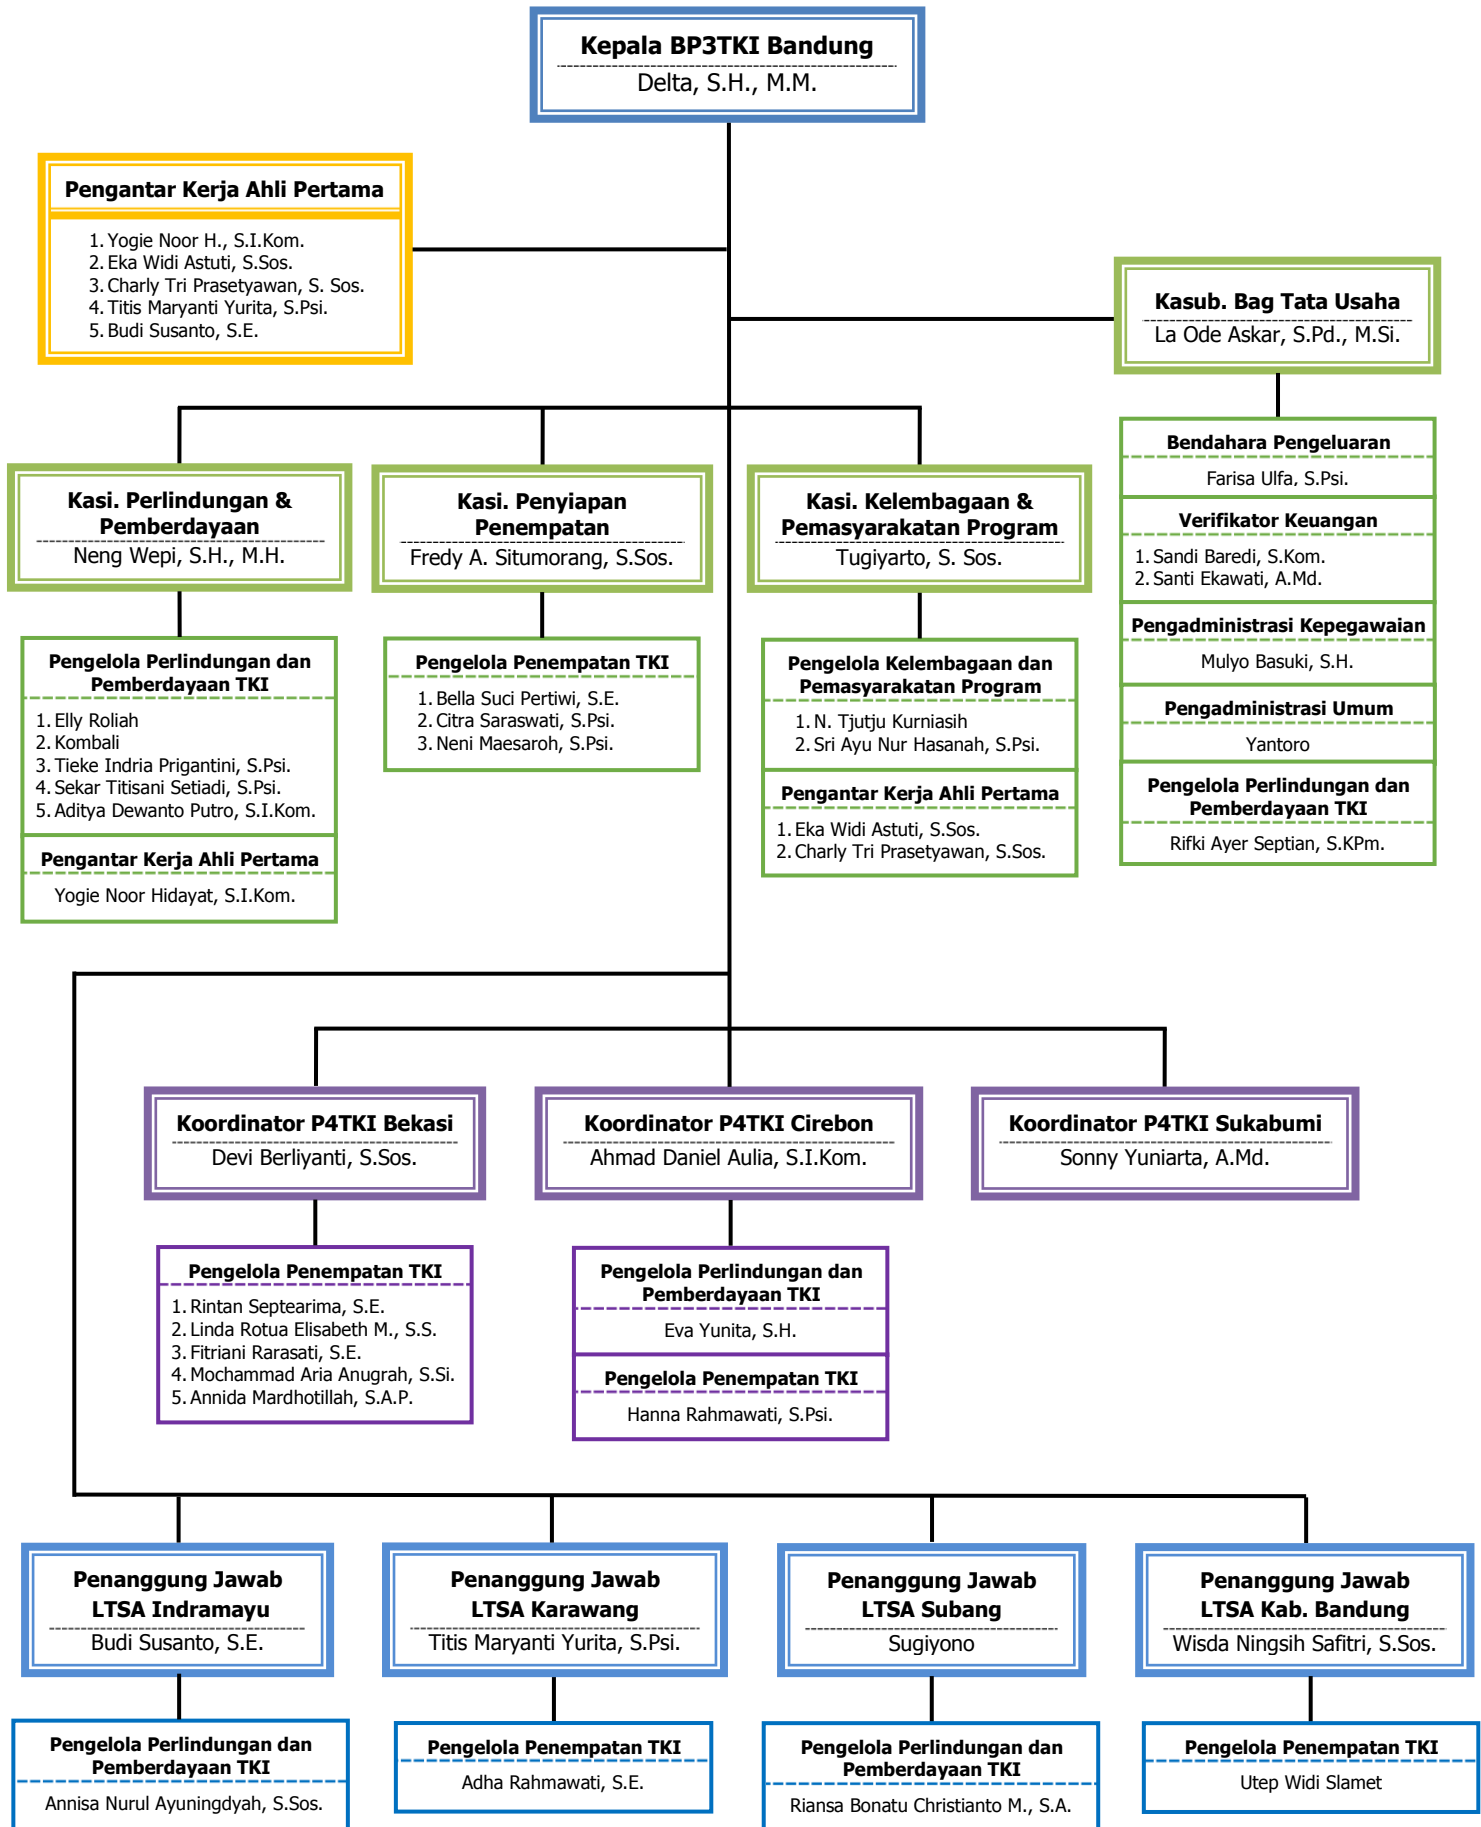 Kepala BP3TKI Bandung
Delta, S.H., M.M.
Pengantar Kerja Ahli Pertama
1. Yogie Noor H., S.I.Kom.
2. Eka Widi Astuti, S.Sos.
3. Charly Tri Prasetyawan, S. Sos.
4. Titis Maryanti Yurita, S.Psi.
5. Budi Susanto, S.E.
Kasub. Bag Tata Usaha
La Ode Askar, S.Pd., M.Si.
Bendahara Pengeluaran
Farisa Ulfa, S.Psi.
Verifikator Keuangan
1. Sandi Baredi, S.Kom.
2. Santi Ekawati, A.Md.
Pengadministrasi Kepegawaian
Mulyo Basuki, S.H.
Pengadministrasi Umum
Yantoro
Pengelola Perlindungan dan
Pemberdayaan TKI
Rifki Ayer Septian, S.KPm.
Kasi. Perlindungan &
Pemberdayaan
Neng Wepi, S.H., M.H.
Pengelola Perlindungan dan
Pemberdayaan TKI
1. Elly Roliah
2. Kombali
3. Tieke Indria Prigantini, S.Psi.
4. Sekar Titisani Setiadi, S.Psi.
5. Aditya Dewanto Putro, S.I.Kom.
Pengantar Kerja Ahli Pertama
Yogie Noor Hidayat, S.I.Kom.
Kasi. Penyiapan
Penempatan
Fredy A. Situmorang, S.Sos.
Pengelola Penempatan TKI
1. Bella Suci Pertiwi, S.E.
2. Citra Saraswati, S.Psi.
3. Neni Maesaroh, S.Psi.
Kasi. Kelembagaan &
Pemasyarakatan Program
Tugiyarto, S. Sos.
Pengelola Kelembagaan dan
Pemasyarakatan Program
1. N. Tjutju Kurniasih
2. Sri Ayu Nur Hasanah, S.Psi.
Pengantar Kerja Ahli Pertama
1. Eka Widi Astuti, S.Sos.
2. Charly Tri Prasetyawan, S.Sos.
Koordinator P4TKI Bekasi
Devi Berliyanti, S.Sos.
Pengelola Penempatan TKI
1. Rintan Septearima, S.E.
2. Linda Rotua Elisabeth M., S.S.
3. Fitriani Rarasati, S.E.
4. Mochammad Aria Anugrah, S.Si.
5. Annida Mardhotillah, S.A.P.
Koordinator P4TKI Cirebon
Ahmad Daniel Aulia, S.I.Kom.
Pengelola Perlindungan dan
Pemberdayaan TKI
Eva Yunita, S.H.
Pengelola Penempatan TKI
Hanna Rahmawati, S.Psi.
Koordinator P4TKI Sukabumi
Sonny Yuniarta, A.Md.
Penanggung Jawab
LTSA Indramayu
Budi Susanto, S.E.
Pengelola Perlindungan dan
Pemberdayaan TKI
Annisa Nurul Ayuningdyah, S.Sos.
Penanggung Jawab
LTSA Karawang
Titis Maryanti Yurita, S.Psi.
Pengelola Penempatan TKI
Adha Rahmawati, S.E.
Penanggung Jawab
LTSA Subang
Sugiyono
Pengelola Perlindungan dan
Pemberdayaan TKI
Riansa Bonatu Christianto M., S.A.
Penanggung Jawab
LTSA Kab. Bandung
Wisda Ningsih Safitri, S.Sos.
Pengelola Penempatan TKI
Utep Widi Slamet